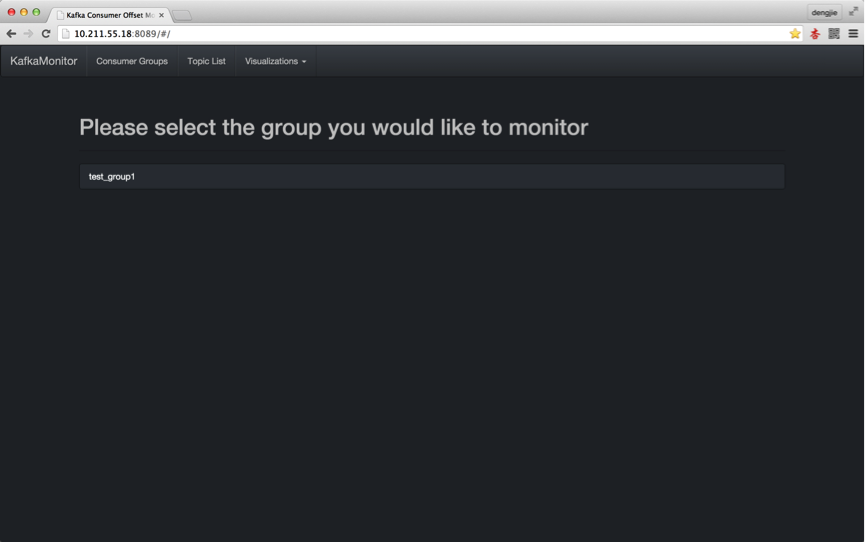 Kafka Consumer Offset Mo
dengjie
10.211.55.18:8089/#/
KafkaMonitor Consumer Groups Topic List Visualizations
Please select the group you would like to monitor
test_group1